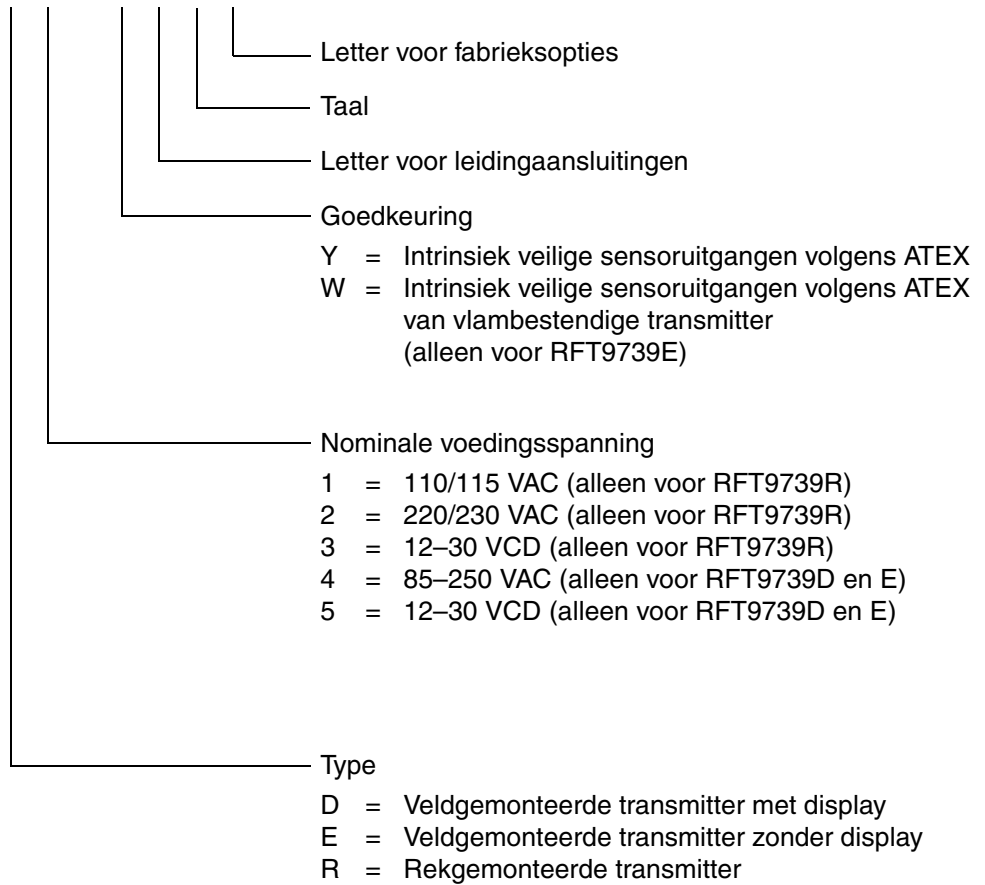 Letter voor fabrieksopties
Taal
Letter voor leidingaansluitingen
Goedkeuring
Y = Intrinsiek veilige sensoruitgangen volgens ATEX
W = Intrinsiek veilige sensoruitgangen volgens ATEX
van vlambestendige transmitter
(alleen voor RFT9739E)
Nominale voedingsspanning
1 = 110/115 VAC (alleen voor RFT9739R)
2 = 220/230 VAC (alleen voor RFT9739R)
3 = 12–30 VCD (alleen voor RFT9739R)
4 = 85–250 VAC (alleen voor RFT9739D en E)
5 = 12–30 VCD (alleen voor RFT9739D en E)
Type
D = Veldgemonteerde transmitter met display
E = Veldgemonteerde transmitter zonder display
R = Rekgemonteerde transmitter